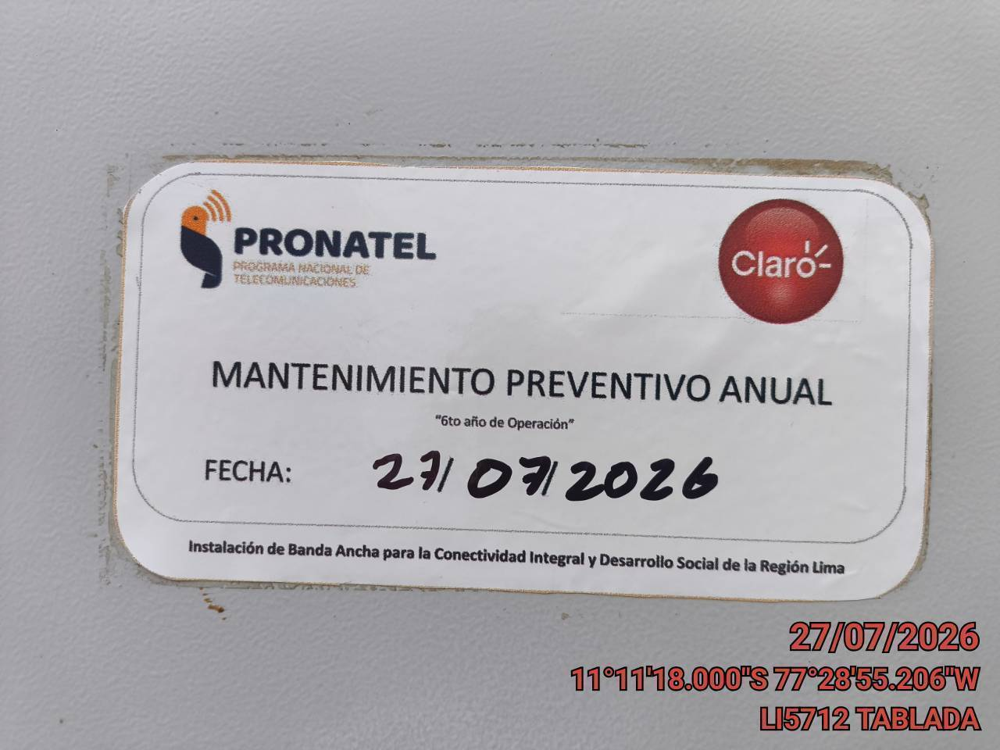 PRONATEL
PROGRAMA NACIONAL DE
TELECOMUNICACIONES
Claro
MANTENIMIENTO PREVENTIVO ANUAL
"6to año de Operación"
FECHA: 27/07/2026
Instalación de Banda Ancha para la Conectividad Integral y Desarrollo Social de la Región Lima
27/07/2026
11°11'18.000"S 77°28'55.206"W
LI5712 TABLADA